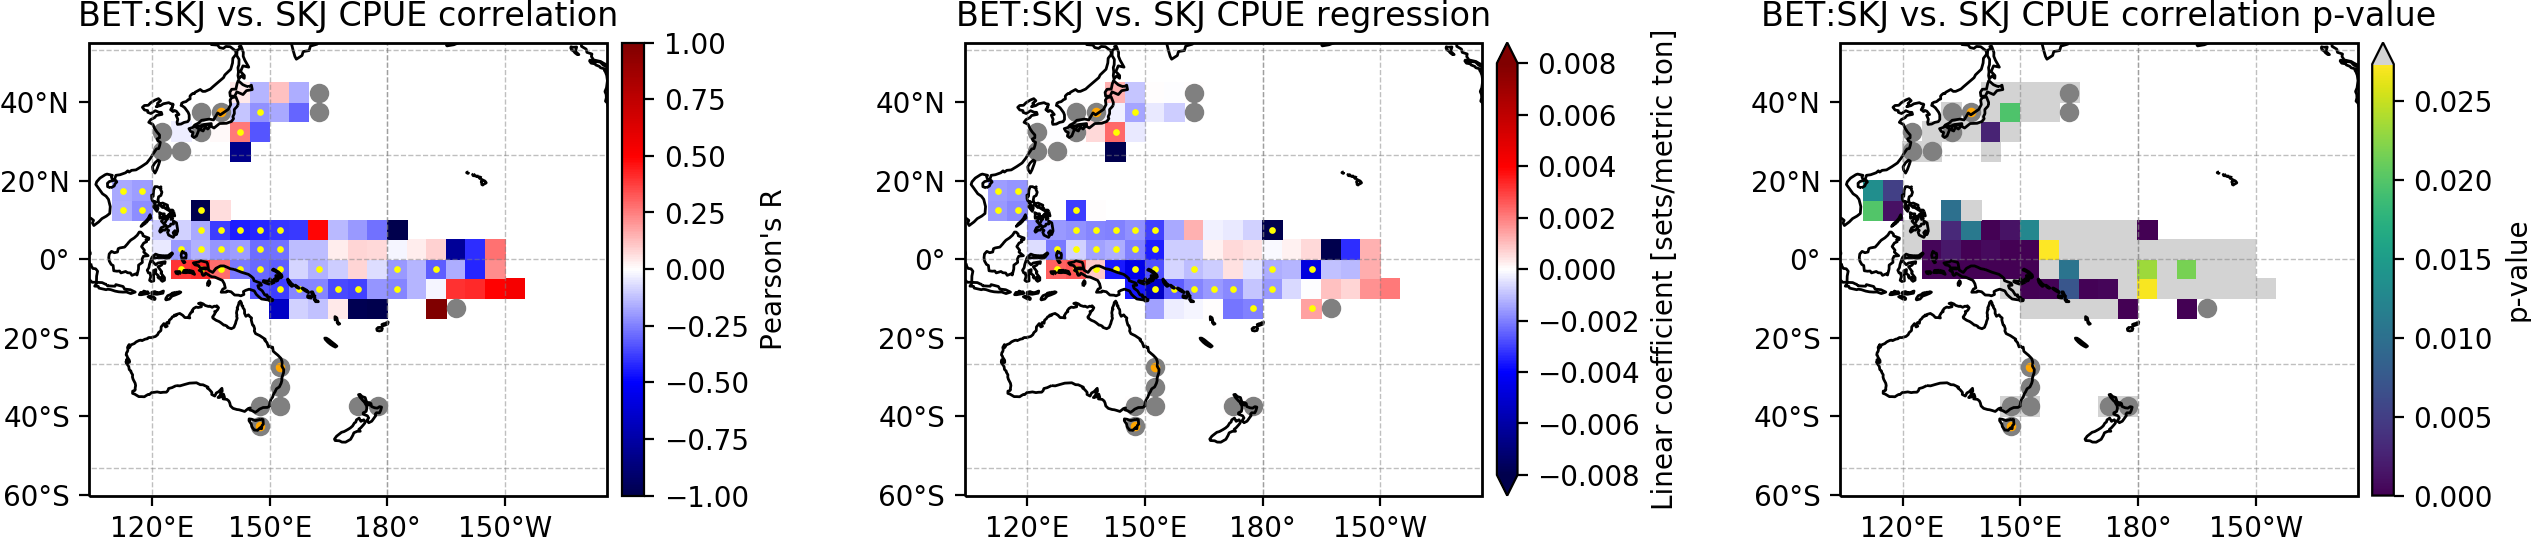 BET:SKJ vs. SKJ CPUE correlation
40°N
20°N
0°
20°S
40°S
60°S
120°E 150°E 180° 150°W
1.00
0.75
0.50
0.25
0.00
−0.25
−0.50
−0.75
−1.00
Pearson's R
BET:SKJ vs. SKJ CPUE regression
40°N
20°N
0°
20°S
40°S
60°S
120°E 150°E 180° 150°W
0.008
0.006
0.004
0.002
0.000
−0.002
−0.004
−0.006
−0.008
Linear coefficient [sets/metric ton]
BET:SKJ vs. SKJ CPUE correlation p-value
40°N
20°N
0°
20°S
40°S
60°S
120°E 150°E 180° 150°W
0.025
0.020
0.015
0.010
0.005
0.000
p-value